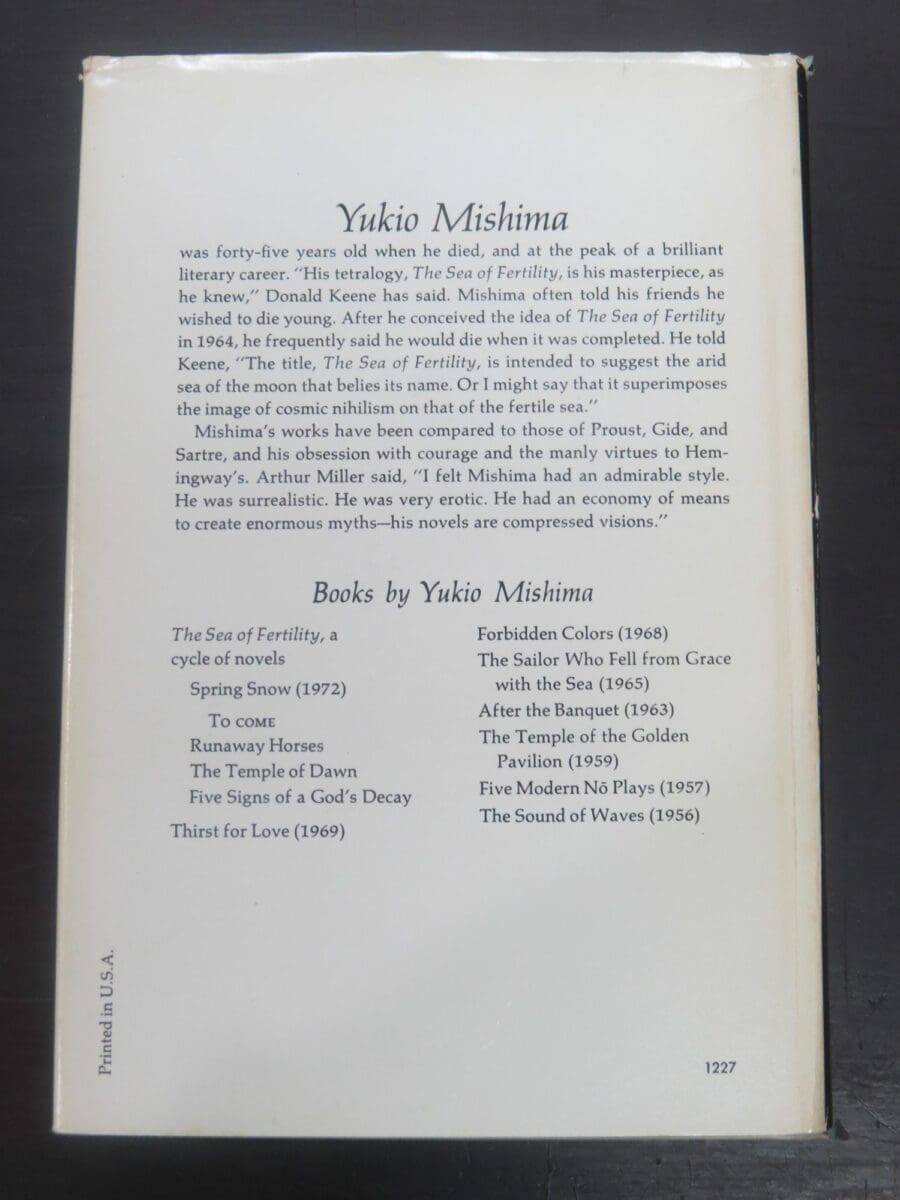 Yukio Mishima
was forty-five years old when he died, and at the peak of a brilliant
literary career. "His tetralogy, The Sea of Fertility, is his masterpiece, as
he knew," Donald Keene has said. Mishima often told his friends he
wished to die young. After he conceived the idea of The Sea of Fertility
in 1964, he frequently said he would die when it was completed. He told
Keene, "The title, The Sea of Fertility, is intended to suggest the arid
sea of the moon that belies its name. Or I might say that it superimposes
the image of cosmic nihilism on that of the fertile sea."
Mishima's works have been compared to those of Proust, Gide, and
Sartre, and his obsession with courage and the manly virtues to Hem-
ingway's. Arthur Miller said, "I felt Mishima had an admirable style.
He was surrealistic. He was very erotic. He had an economy of means
to create enormous myths—his novels are compressed visions."
Books by Yukio Mishima
The Sea of Fertility, a
cycle of novels
Spring Snow (1972)
To come
Runaway Horses
The Temple of Dawn
Five Signs of a God's Decay
Thirst for Love (1969)
Forbidden Colors (1968)
The Sailor Who Fell from Grace
with the Sea (1965)
After the Banquet (1963)
The Temple of the Golden
Pavilion (1959)
Five Modern Nō Plays (1957)
The Sound of Waves (1956)
Printed in U.S.A.
1227